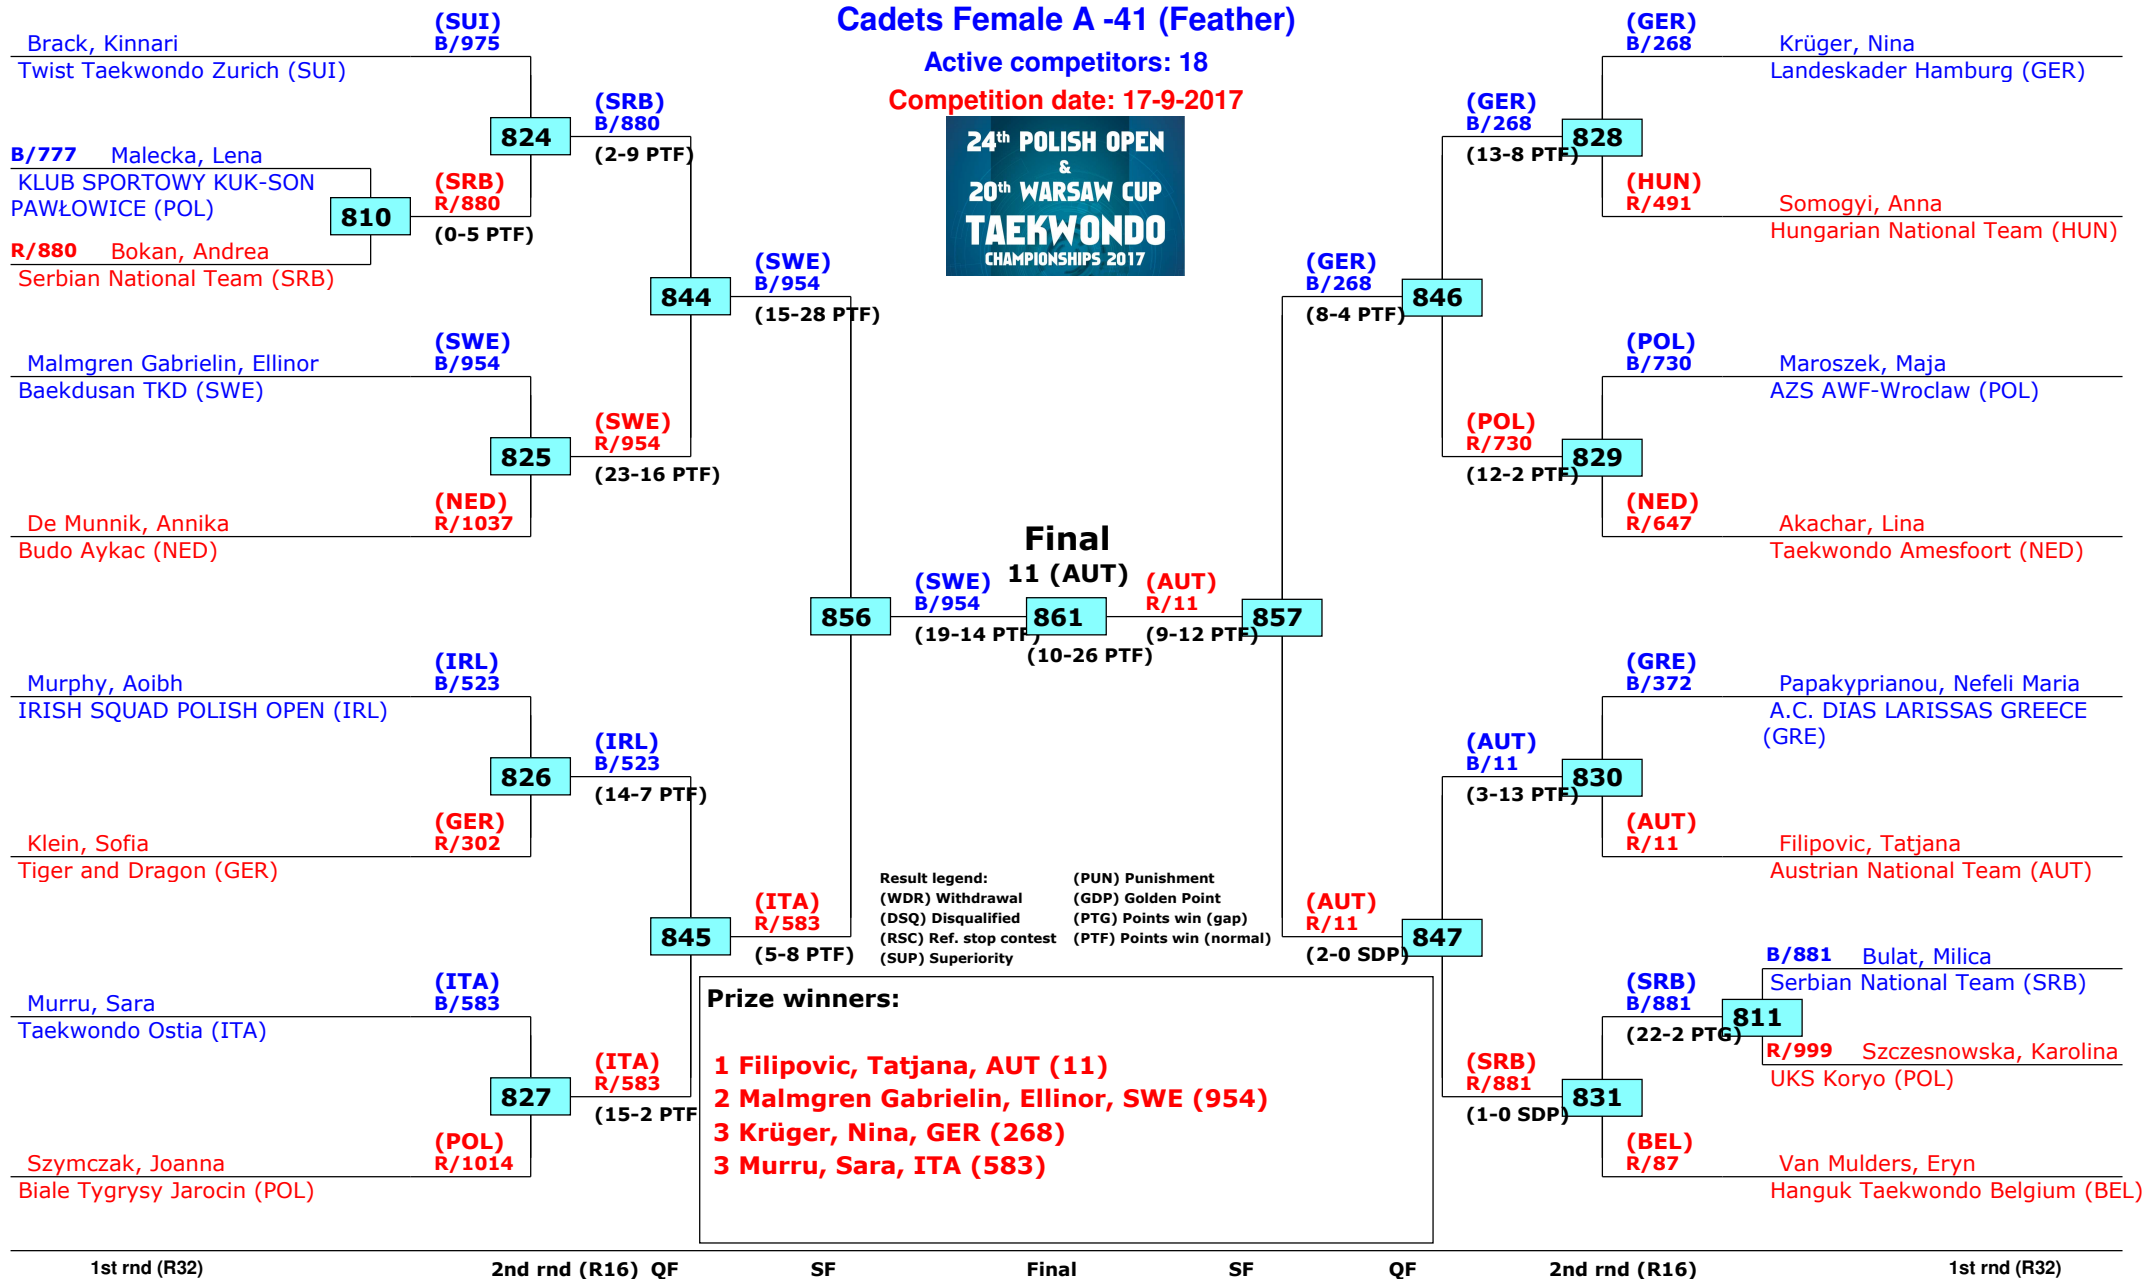 Cadets Female A -41 (Feather)
Active competitors: 18
Competition date: 17-9-2017
24th POLISH OPEN
&
20th WARSAW CUP
TAEKWONDO
CHAMPIONSHIPS 2017
(SUI)
B/975
Brack, Kinnari
Twist Taekwondo Zurich (SUI)
(SRB)
B/880
824
(2-9 PTF)
B/777 Malecka, Lena
KLUB SPORTOWY KUK-SON
PAWŁOWICE (POL)
810
(SRB)
R/880
(0-5 PTF)
R/880 Bokan, Andrea
Serbian National Team (SRB)
844
(SWE)
B/954
(15-28 PTF)
(SWE)
B/954
Malmgren Gabrielin, Ellinor
Baekdusan TKD (SWE)
825
(SWE)
R/954
(23-16 PTF)
(NED)
R/1037
De Munnik, Annika
Budo Aykac (NED)
856
(SWE)
B/954
(19-14 PTF)
(IRL)
B/523
Murphy, Aoibh
IRISH SQUAD POLISH OPEN (IRL)
826
(IRL)
B/523
(14-7 PTF)
(GER)
R/302
Klein, Sofia
Tiger and Dragon (GER)
845
(ITA)
R/583
(5-8 PTF)
(ITA)
B/583
Murru, Sara
Taekwondo Ostia (ITA)
827
(ITA)
R/583
(15-2 PTF
(POL)
R/1014
Szymczak, Joanna
Biale Tygrysy Jarocin (POL)
Final
11 (AUT)
861
(10-26 PTF)
(AUT)
R/11
(9-12 PTF)
857
(GER)
B/268
Krüger, Nina
Landeskader Hamburg (GER)
(GER)
B/268
(13-8 PTF)
828
(HUN)
R/491
Somogyi, Anna
Hungarian National Team (HUN)
(GER)
B/268
(8-4 PTF)
846
(POL)
B/730
Maroszek, Maja
AZS AWF-Wroclaw (POL)
(POL)
R/730
(12-2 PTF)
829
(NED)
R/647
Akachar, Lina
Taekwondo Amesfoort (NED)
(GRE)
B/372
Papakyprianou, Nefeli Maria
A.C. DIAS LARISSAS GREECE
(GRE)
(AUT)
B/11
(3-13 PTF)
830
(AUT)
R/11
Filipovic, Tatjana
Austrian National Team (AUT)
(AUT)
R/11
(2-0 SDP)
847
B/881 Bulat, Milica
Serbian National Team (SRB)
(SRB)
B/881
(22-2 PTG)
811
R/999 Szczesnowska, Karolina
UKS Koryo (POL)
(SRB)
R/881
(1-0 SDP)
831
(BEL)
R/87
Van Mulders, Eryn
Hanguk Taekwondo Belgium (BEL)
Result legend:
(WDR) Withdrawal
(DSQ) Disqualified
(RSC) Ref. stop contest
(SUP) Superiority
(PUN) Punishment
(GDP) Golden Point
(PTG) Points win (gap)
(PTF) Points win (normal)
Prize winners:
1 Filipovic, Tatjana, AUT (11)
2 Malmgren Gabrielin, Ellinor, SWE (954)
3 Krüger, Nina, GER (268)
3 Murru, Sara, ITA (583)
1st rnd (R32) 2nd rnd (R16) QF SF Final SF QF 2nd rnd (R16) 1st rnd (R32)